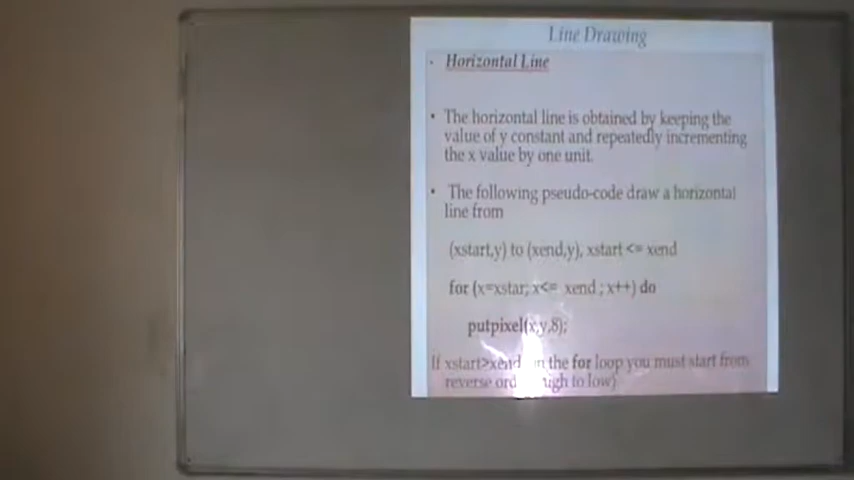 Line Drawing
· Horizontal Line
• The horizontal line is obtained by keeping the
value of y constant and repeatedly incrementing
the x value by one unit.
• The following pseudo-code draw a horizontal
line from
(xstart,y) to (xend,y), xstart <= xend
for (x=xstar; x<= xend ; x++) do
putpixel(x,y,8);
If xstart>xend in the for loop you must start from
reverse to low)